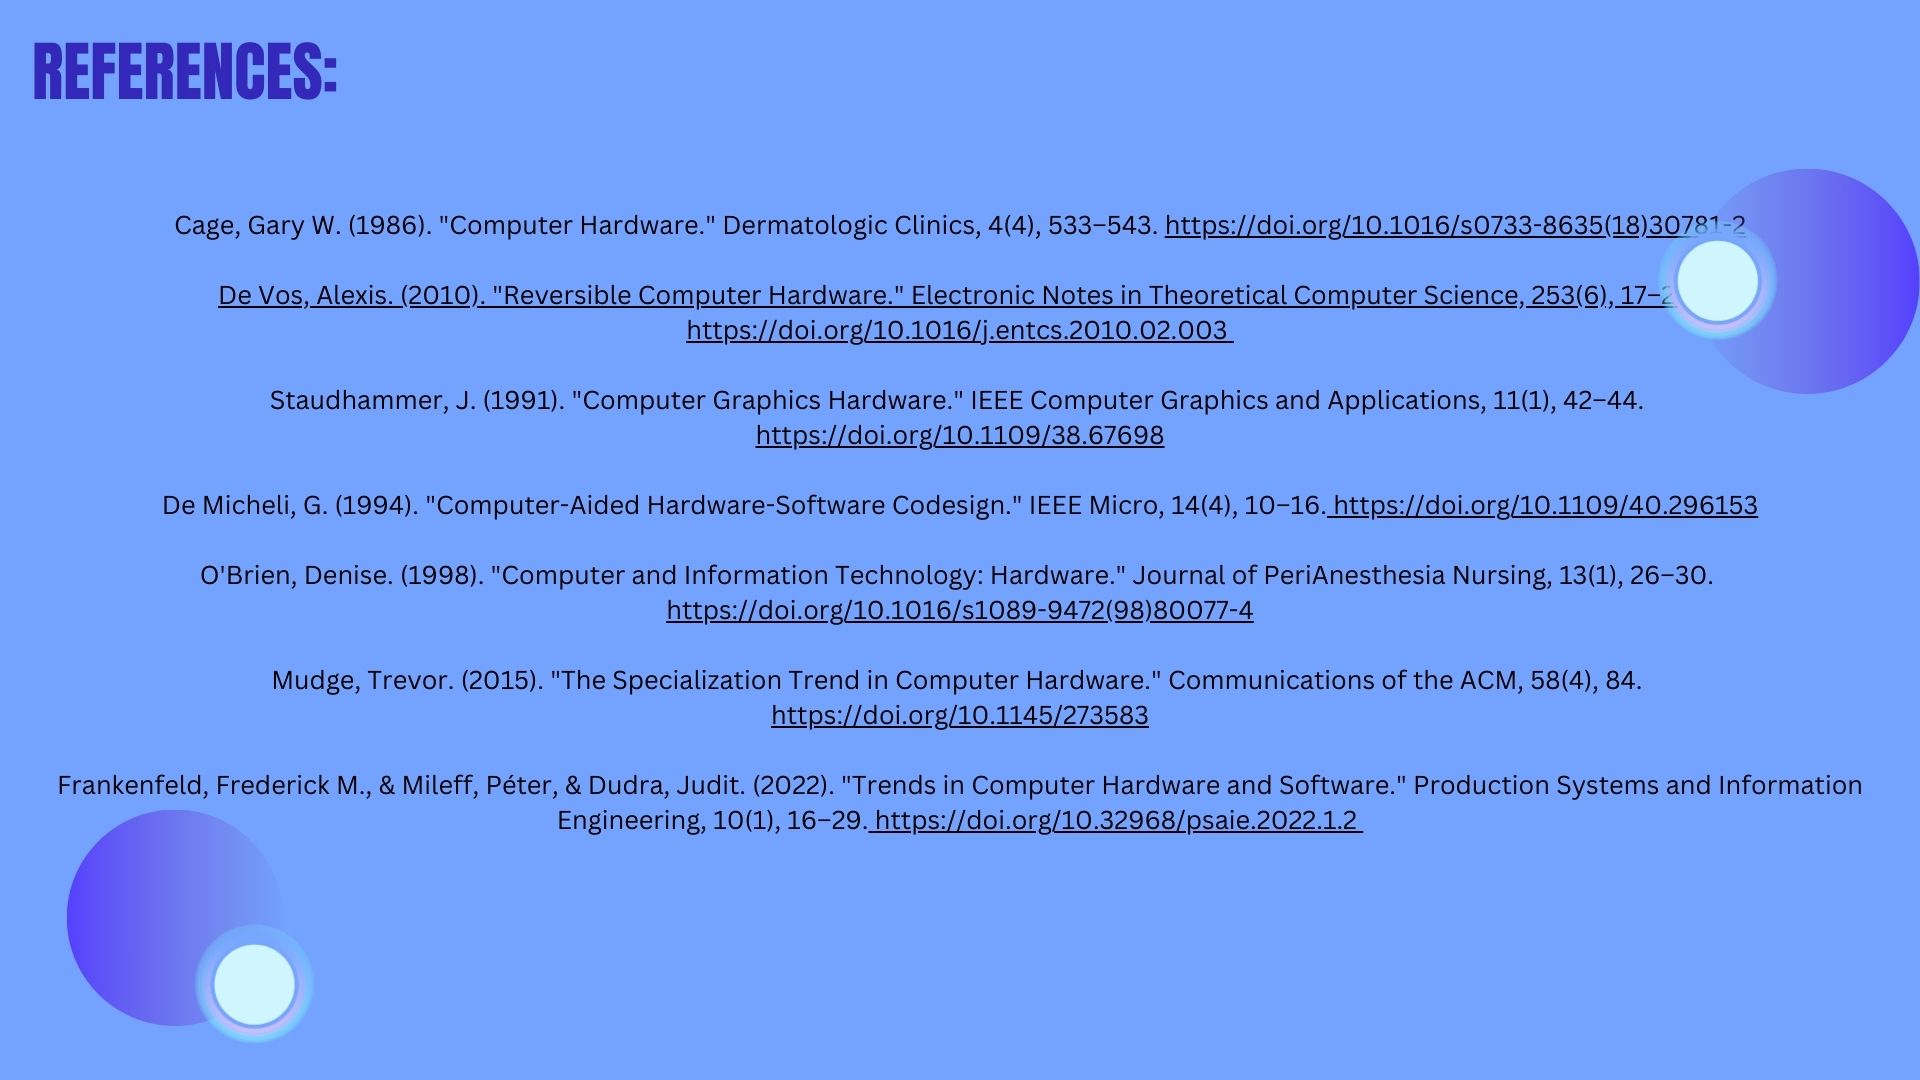 REFERENCES:
Cage, Gary W. (1986). "Computer Hardware." Dermatologic Clinics, 4(4), 533–543. https://doi.org/10.1016/s0733-8635(18)30781-2
De Vos, Alexis. (2010). "Reversible Computer Hardware." Electronic Notes in Theoretical Computer Science, 253(6), 17–
https://doi.org/10.1016/j.entcs.2010.02.003
Staudhammer, J. (1991). "Computer Graphics Hardware." IEEE Computer Graphics and Applications, 11(1), 42–44.
https://doi.org/10.1109/38.67698
De Micheli, G. (1994). "Computer-Aided Hardware-Software Codesign." IEEE Micro, 14(4), 10–16. https://doi.org/10.1109/40.296153
O'Brien, Denise. (1998). "Computer and Information Technology: Hardware." Journal of PeriAnesthesia Nursing, 13(1), 26–30.
https://doi.org/10.1016/s1089-9472(98)80077-4
Mudge, Trevor. (2015). "The Specialization Trend in Computer Hardware." Communications of the ACM, 58(4), 84.
https://doi.org/10.1145/273583
Frankenfeld, Frederick M., & Mileff, Péter, & Dudra, Judit. (2022). "Trends in Computer Hardware and Software." Production Systems and Information
Engineering, 10(1), 16–29. https://doi.org/10.32968/psaie.2022.1.2